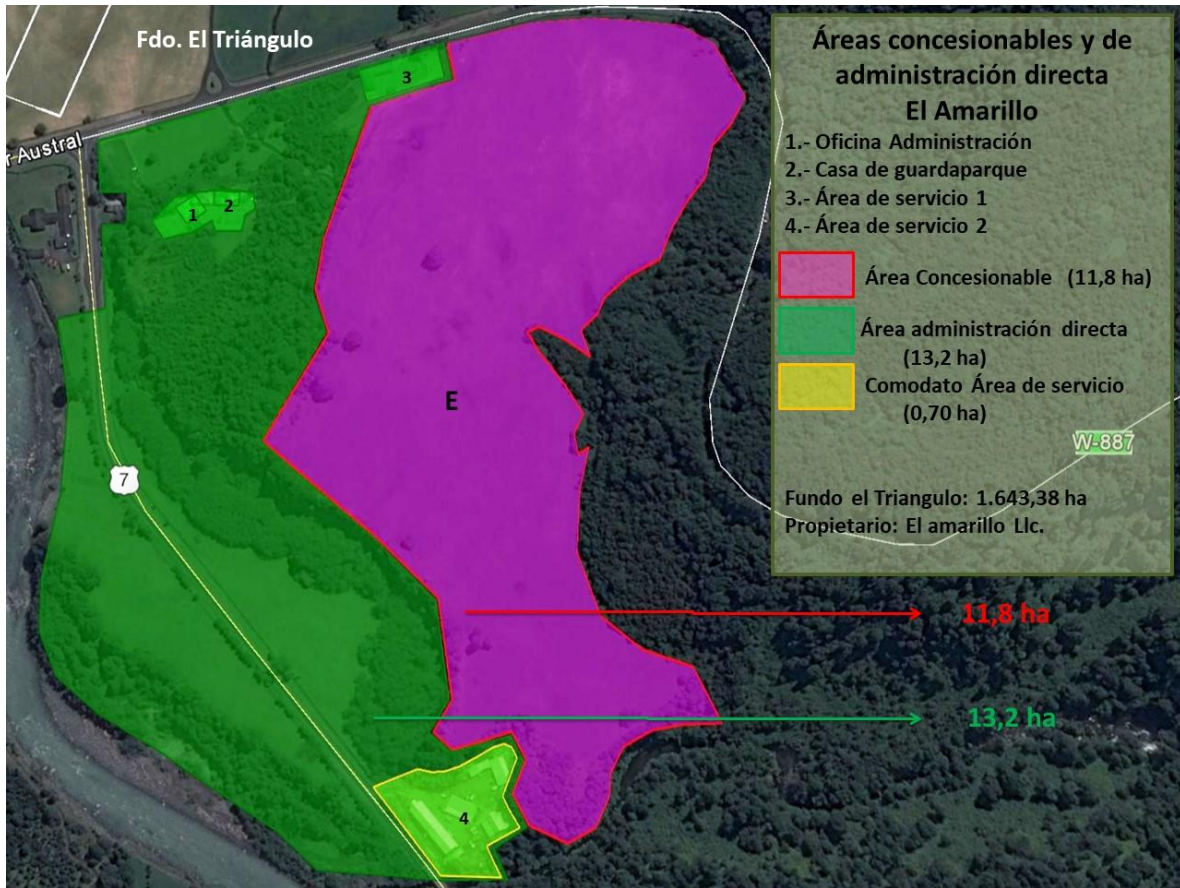 Fdo. El Triángulo
3
r Austral
1
2
E
7
4
Áreas concesionables y de
administración directa
El Amarillo
1.- Oficina Administración
2.- Casa de guardaparque
3.- Área de servicio 1
4.- Área de servicio 2
Área Concesionable (11,8 ha)
Área administración directa
(13,2 ha)
Comodato Área de servicio
(0,70 ha)
W-887
Fundo el Triangulo: 1.643,38 ha
Propietario: El amarillo Llc.
11,8 ha
13,2 ha